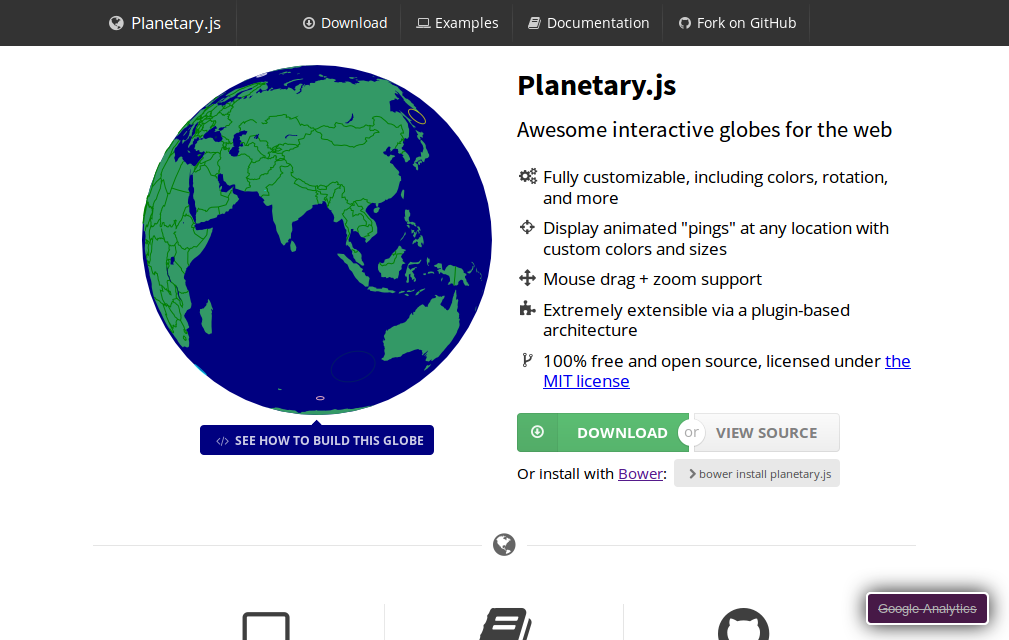 Planetary.js
Download
Examples
Documentation
Fork on GitHub
Planetary.js
Awesome interactive globes for the web
Fully customizable, including colors, rotation,
and more
Display animated "pings" at any location with
custom colors and sizes
Mouse drag + zoom support
Extremely extensible via a plugin-based
architecture
100% free and open source, licensed under the
MIT license
</> SEE HOW TO BUILD THIS GLOBE
DOWNLOAD or VIEW SOURCE
Or install with Bower: bower install planetary.js
Google Analytics